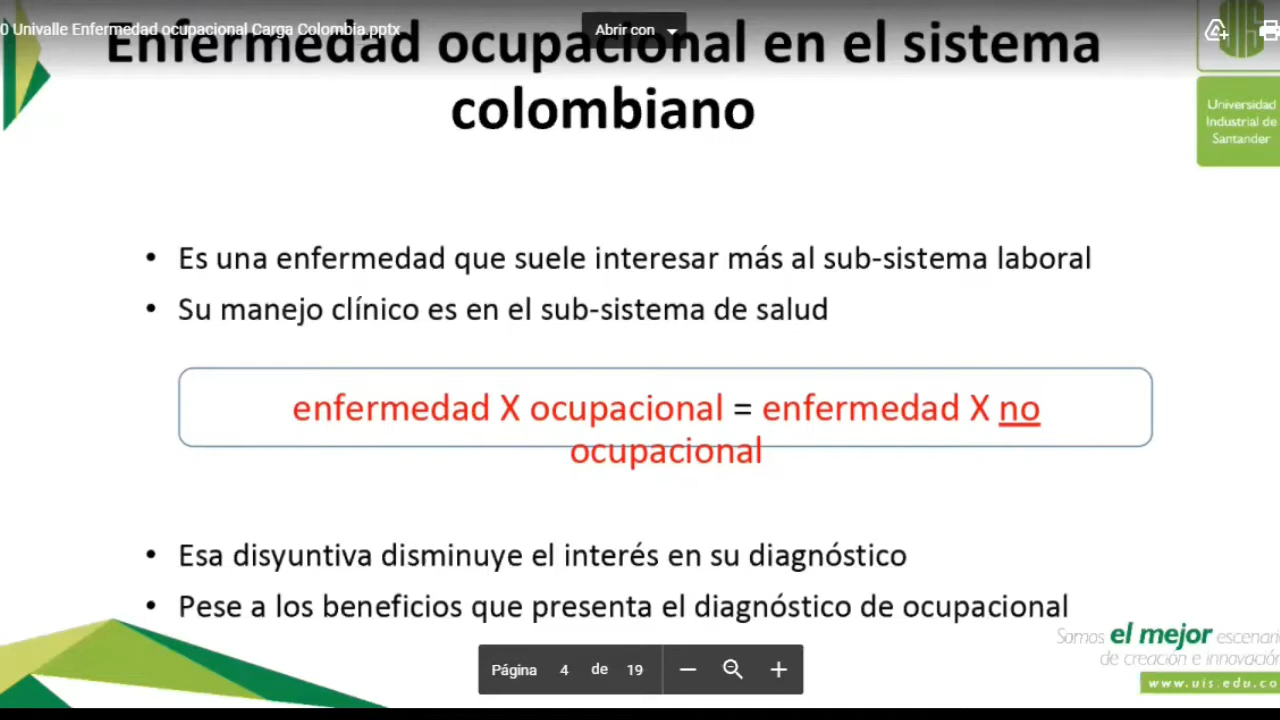 0 Univalle Enfermedad ocupacional Carga Colombia.pptx
Abrir con
Enfermedad ocupacional en el sistema
colombiano
Universidad
Industrial de
Santander
• Es una enfermedad que suele interesar más al sub-sistema laboral
• Su manejo clínico es en el sub-sistema de salud
enfermedad X ocupacional = enfermedad X no
ocupacional
• Esa disyuntiva disminuye el interés en su diagnóstico
• Pese a los beneficios que presenta el diagnóstico de ocupacional
Somos el mejor escenari
de creación e innovación
www.uis.edu.co
Página 4 de 19